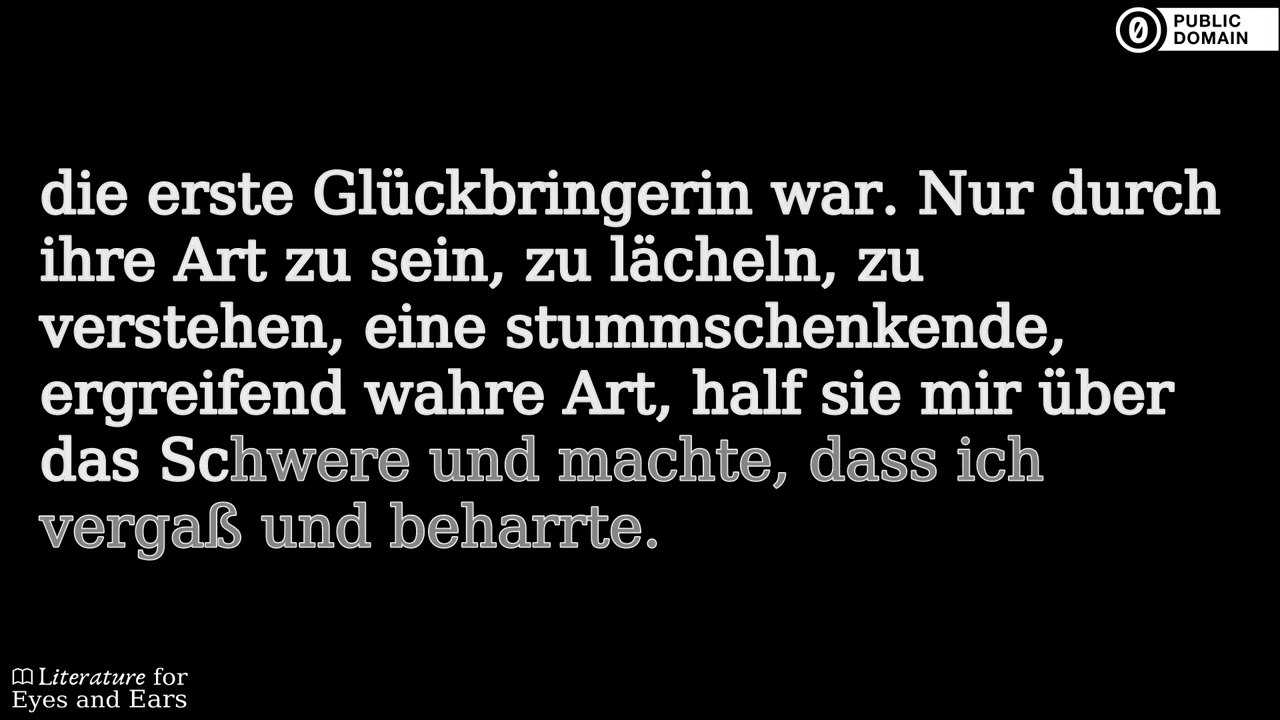 PUBLIC
DOMAIN
die erste Glückbringerin war. Nur durch
ihre Art zu sein, zu lächeln, zu
verstehen, eine stummschenkende,
ergreifend wahre Art, half sie mir über
das Schwere und machte, dass ich
vergaß und beharrte.
Literature for
Eyes and Ears